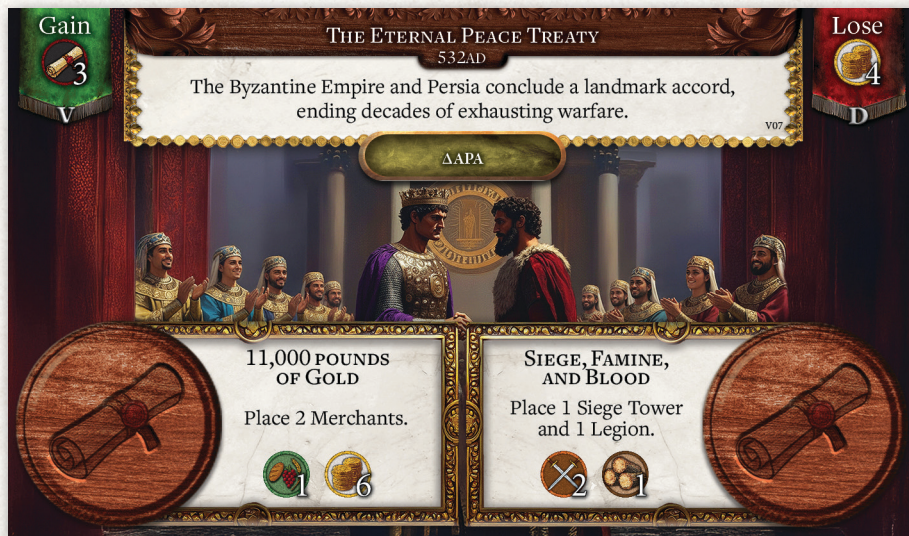 Gain
3
V
THE ETERNAL PEACE TREATY
532AD
The Byzantine Empire and Persia conclude a landmark accord,
ending decades of exhausting warfare.
V07
Lose
4
D
ΔΑΡΑ
11,000 POUNDS
OF GOLD
Place 2 Merchants.
1
6
SIEGE, FAMINE,
AND BLOOD
Place 1 Siege Tower
and 1 Legion.
2
1